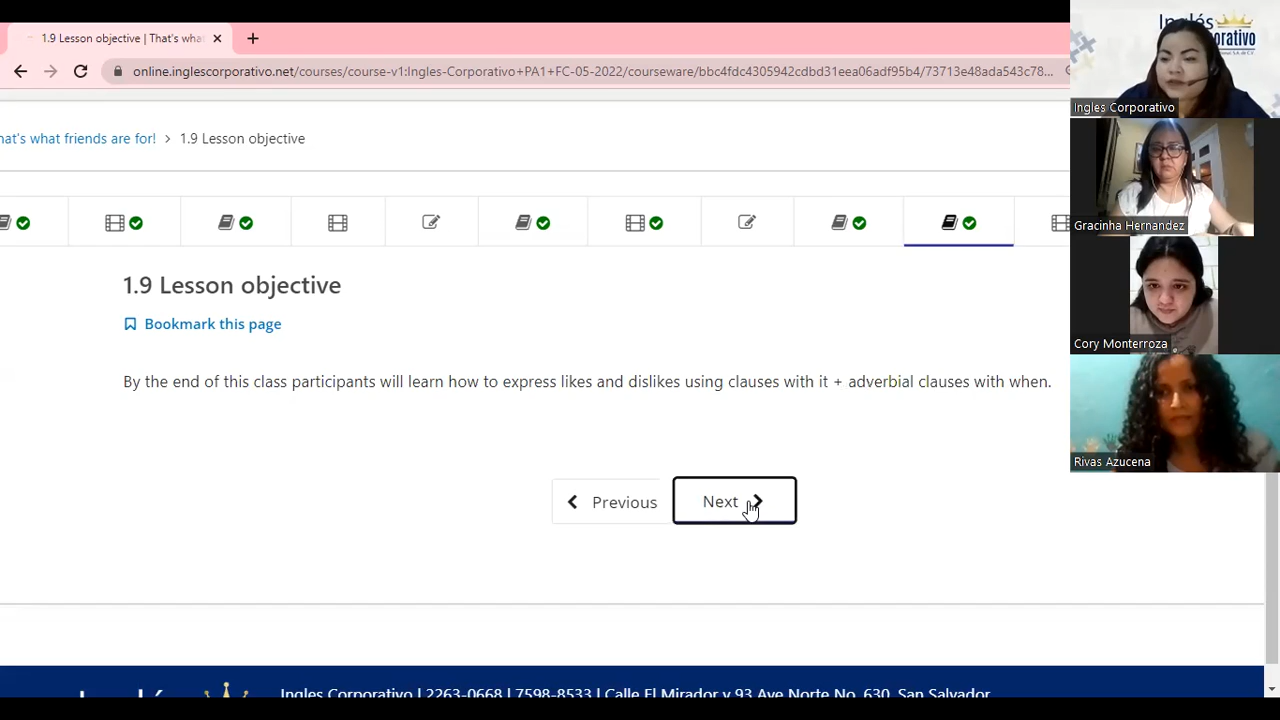 1.9 Lesson objective | That's wha
online.inglescorporativo.net/courses/course-v1:Ingles-Corporativo+PA1+FC-05-2022/courseware/bbc4fdc4305942cdbd31eea06adf95b4/73713e48ada543c78...
hat's what friends are for! > 1.9 Lesson objective
1.9 Lesson objective
Bookmark this page
By the end of this class participants will learn how to express likes and dislikes using clauses with it + adverbial clauses with when.
Previous
Next
Ingles Corporativo | 2263-0668 | 7598-8533 | Calle El Mirador y 93 Ave Norte No. 630, San Salvador
Inglés
orativo
Ingles Corporativo
Gracinha Hernandez
Cory Monterroza
Rivas Azucena